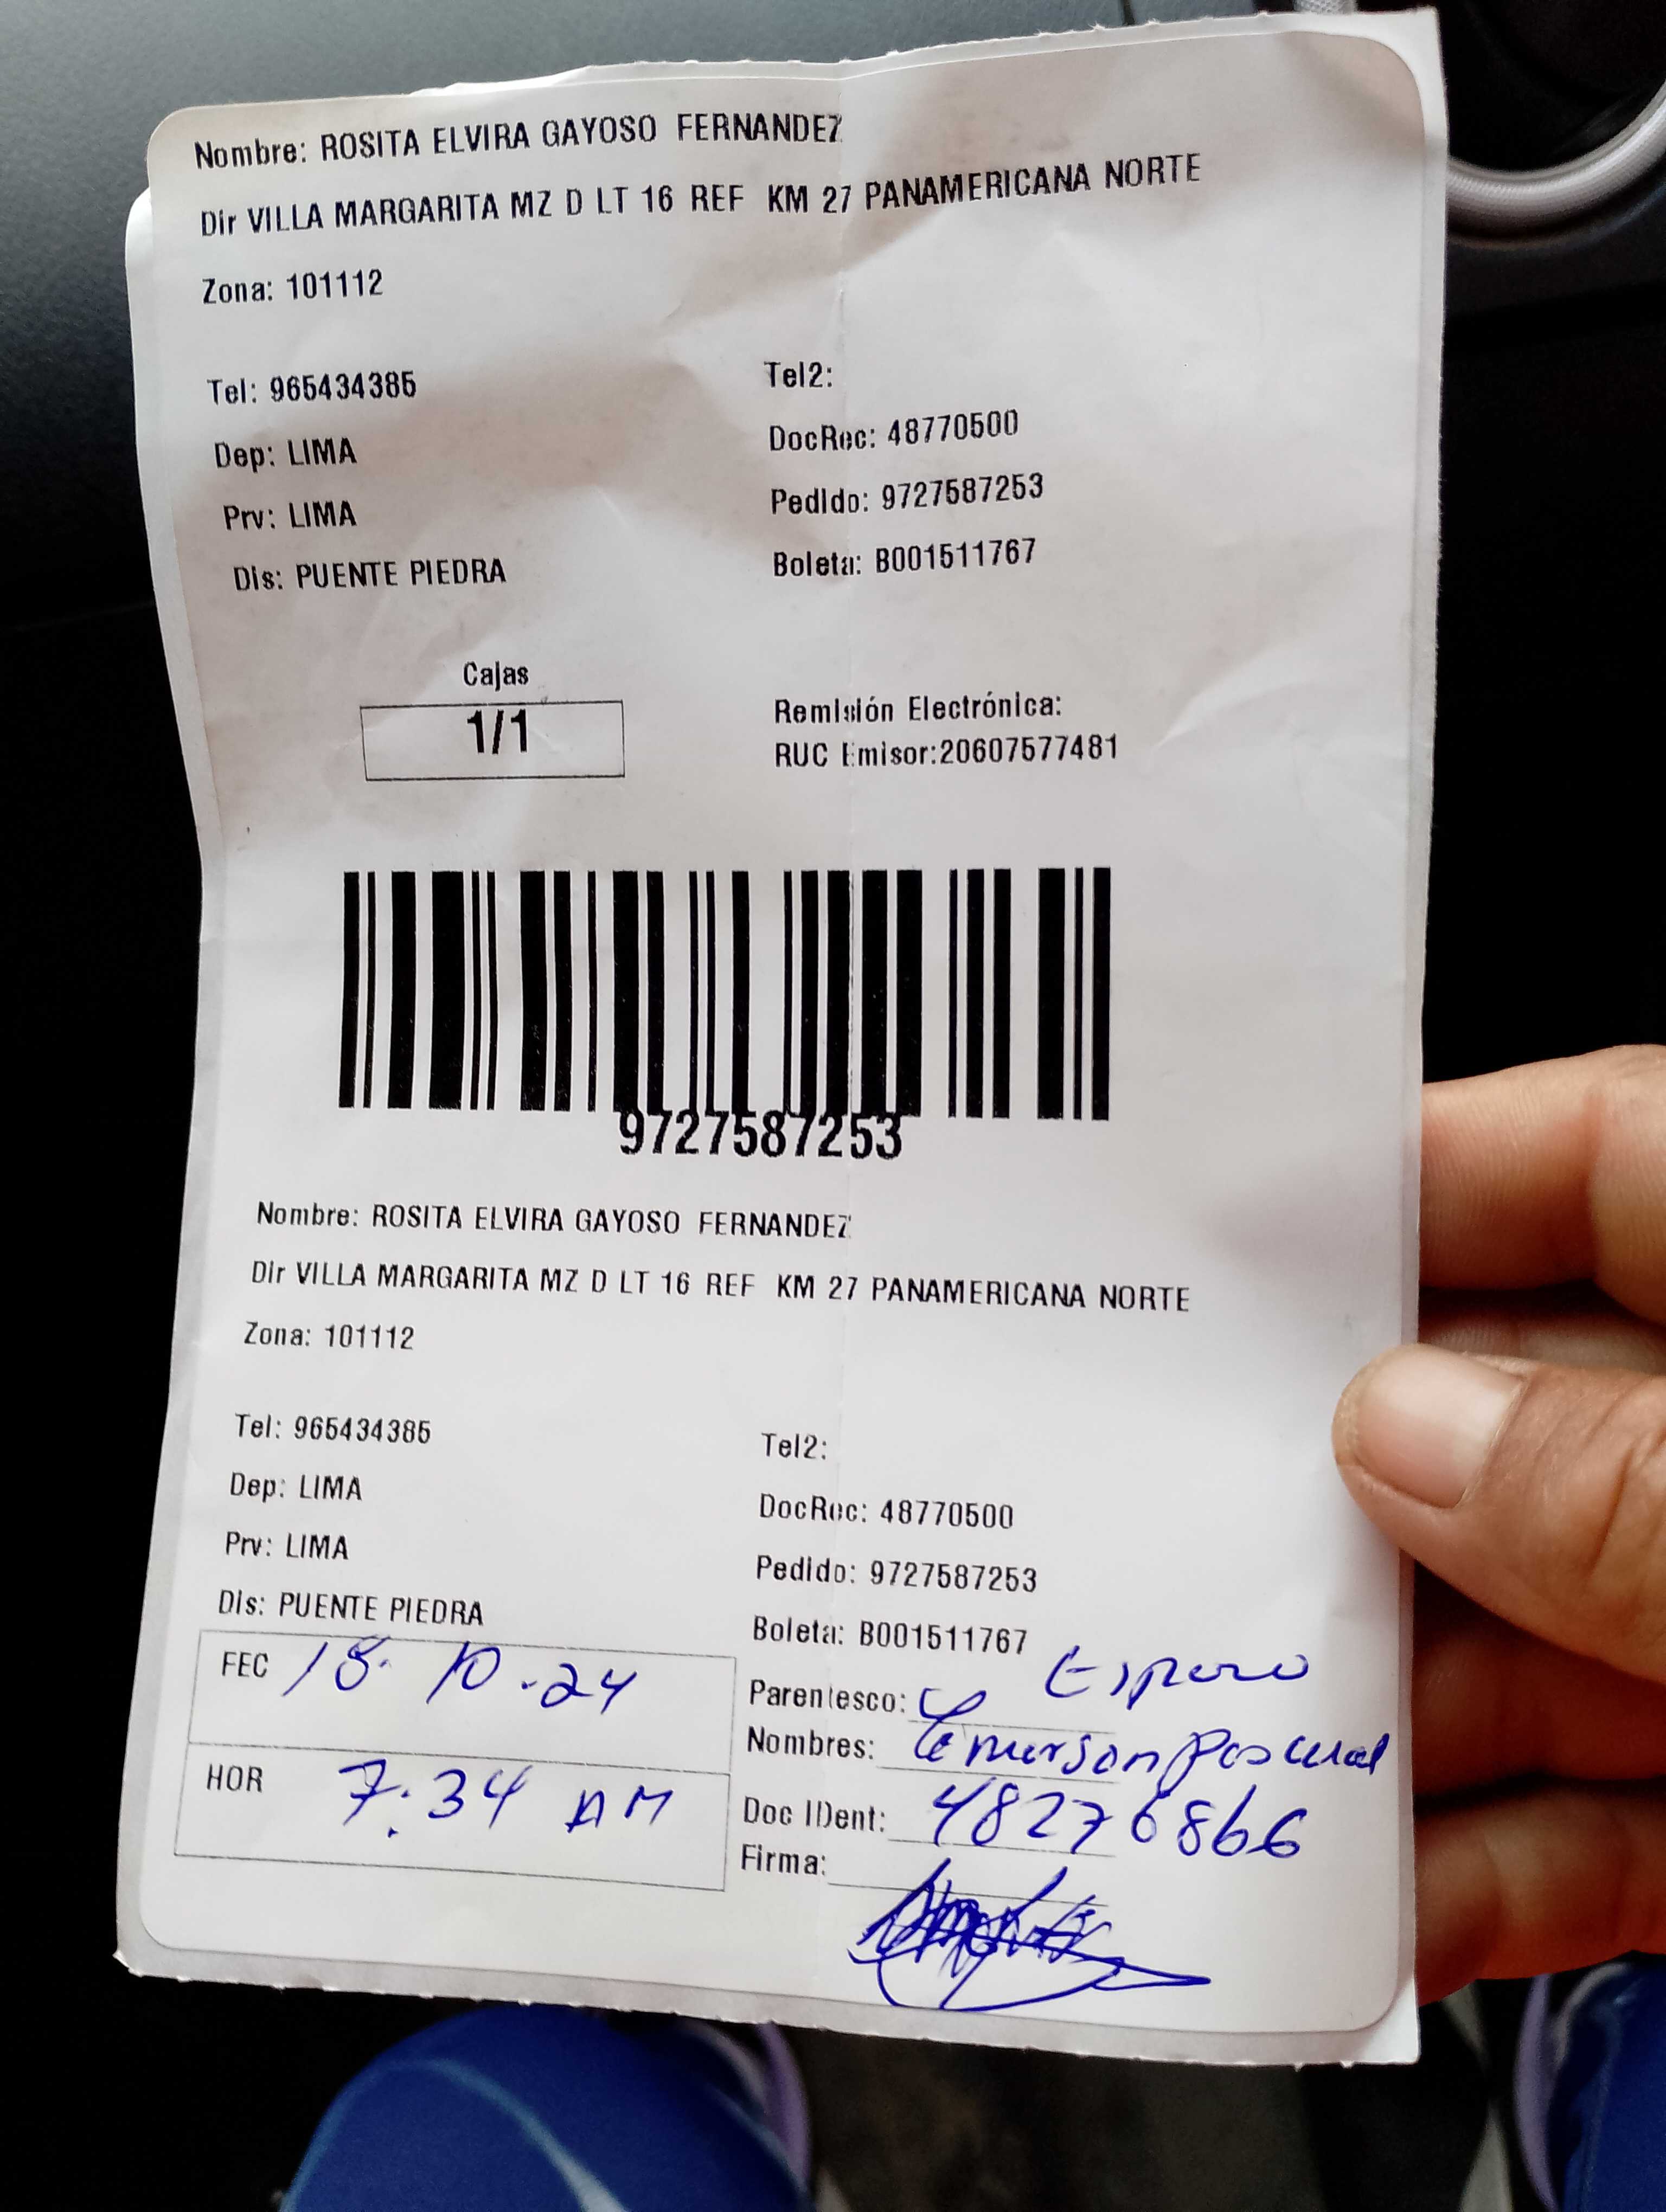 Nombre: ROSITA ELVIRA GAYOSO FERNANDEZ
Dir VILLA MARGARITA MZ D LT 16 REF KM 27 PANAMERICANA NORTE
Zona: 101112
Tel: 965434385
Tel2:
Dep: LIMA
DocRec: 48770500
Prv: LIMA
Pedido: 9727587253
Dis: PUENTE PIEDRA
Boleta: B001511767
Cajas
1/1
Remisión Electrónica:
RUC Emisor:20607577481
9727587253
Nombre: ROSITA ELVIRA GAYOSO FERNANDEZ
Dir VILLA MARGARITA MZ D LT 16 REF KM 27 PANAMERICANA NORTE
Zona: 101112
Tel: 965434385
Tel2:
Dep: LIMA
DocRec: 48770500
Prv: LIMA
Pedido: 9727587253
Dis: PUENTE PIEDRA
Boleta: B001511767
FEC 18.10.24
Parentesco: Esposo
Nombres: Pascual
HOR 7:34 AM
Doc IDent: 48276866
Firma: